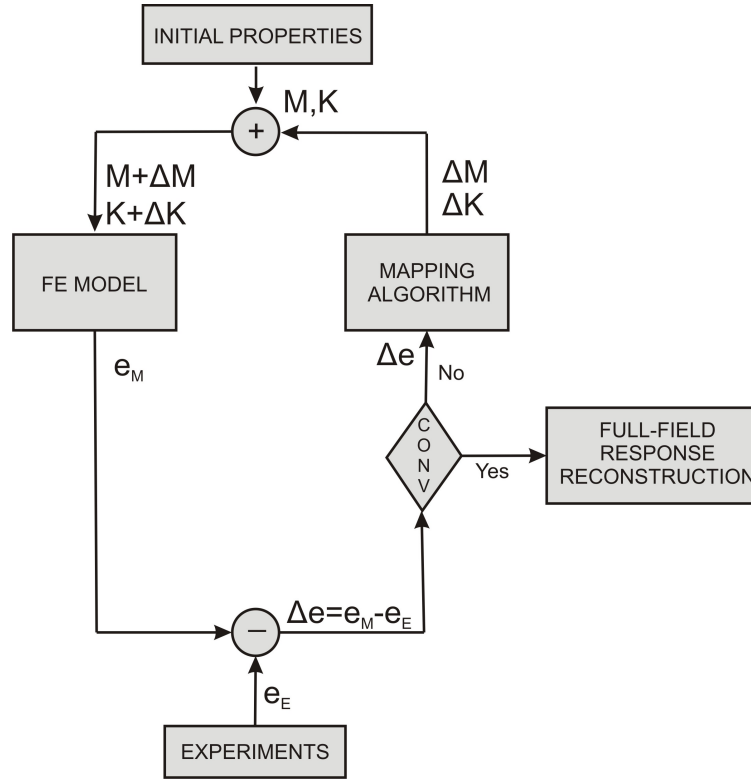 INITIAL PROPERTIES
M,K
+
M+ΔM
K+ΔK
ΔM
ΔK
FE MODEL
MAPPING
ALGORITHM
e_M
Δe
No
C
O
N
V
Yes
FULL-FIELD
RESPONSE
RECONSTRUCTION
Δe=e_M-e_E
−
e_E
EXPERIMENTS